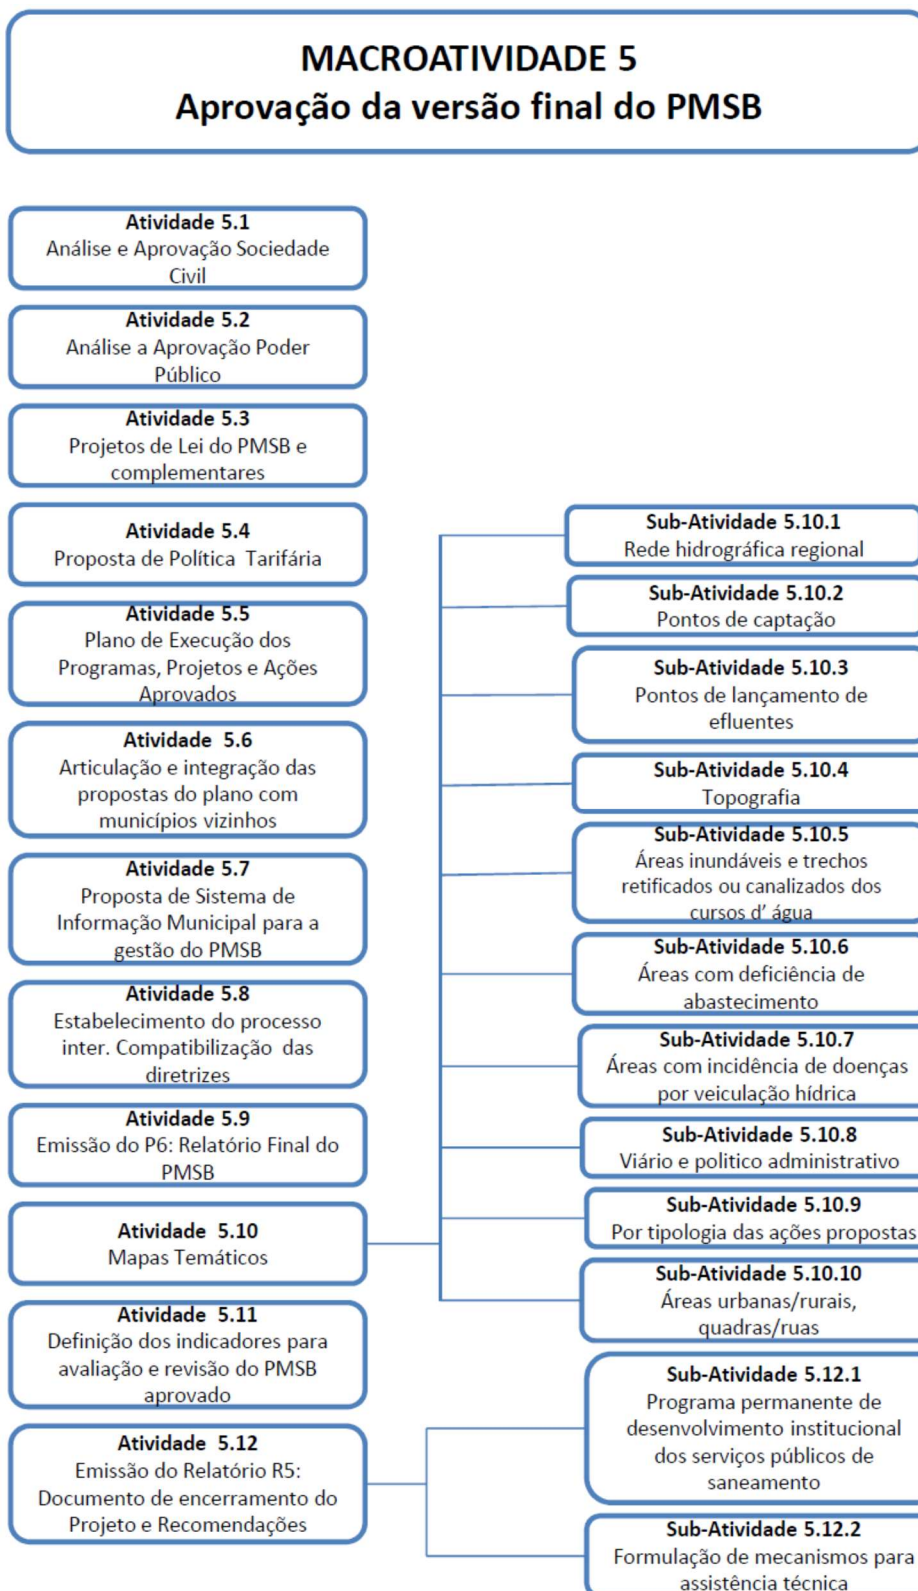 MACROATIVIDADE 5
Aprovação da versão final do PMSB
Atividade 5.1
Análise e Aprovação Sociedade
Civil
Atividade 5.2
Análise a Aprovação Poder
Público
Atividade 5.3
Projetos de Lei do PMSB e
complementares
Atividade 5.4
Proposta de Política Tarifária
Atividade 5.5
Plano de Execução dos
Programas, Projetos e Ações
Aprovados
Atividade 5.6
Articulação e integração das
propostas do plano com
municípios vizinhos
Atividade 5.7
Proposta de Sistema de
Informação Municipal para a
gestão do PMSB
Atividade 5.8
Estabelecimento do processo
inter. Compatibilização das
diretrizes
Atividade 5.9
Emissão do P6: Relatório Final do
PMSB
Atividade 5.10
Mapas Temáticos
Atividade 5.11
Definição dos indicadores para
avaliação e revisão do PMSB
aprovado
Atividade 5.12
Emissão do Relatório R5:
Documento de encerramento do
Projeto e Recomendações
Sub-Atividade 5.10.1
Rede hidrográfica regional
Sub-Atividade 5.10.2
Pontos de captação
Sub-Atividade 5.10.3
Pontos de lançamento de
efluentes
Sub-Atividade 5.10.4
Topografia
Sub-Atividade 5.10.5
Áreas inundáveis e trechos
retificados ou canalizados dos
cursos d' água
Sub-Atividade 5.10.6
Áreas com deficiência de
abastecimento
Sub-Atividade 5.10.7
Áreas com incidência de doenças
por veiculação hídrica
Sub-Atividade 5.10.8
Viário e politico administrativo
Sub-Atividade 5.10.9
Por tipologia das ações propostas
Sub-Atividade 5.10.10
Áreas urbanas/rurais,
quadras/ruas
Sub-Atividade 5.12.1
Programa permanente de
desenvolvimento institucional
dos serviços públicos de
saneamento
Sub-Atividade 5.12.2
Formulação de mecanismos para
assistência técnica